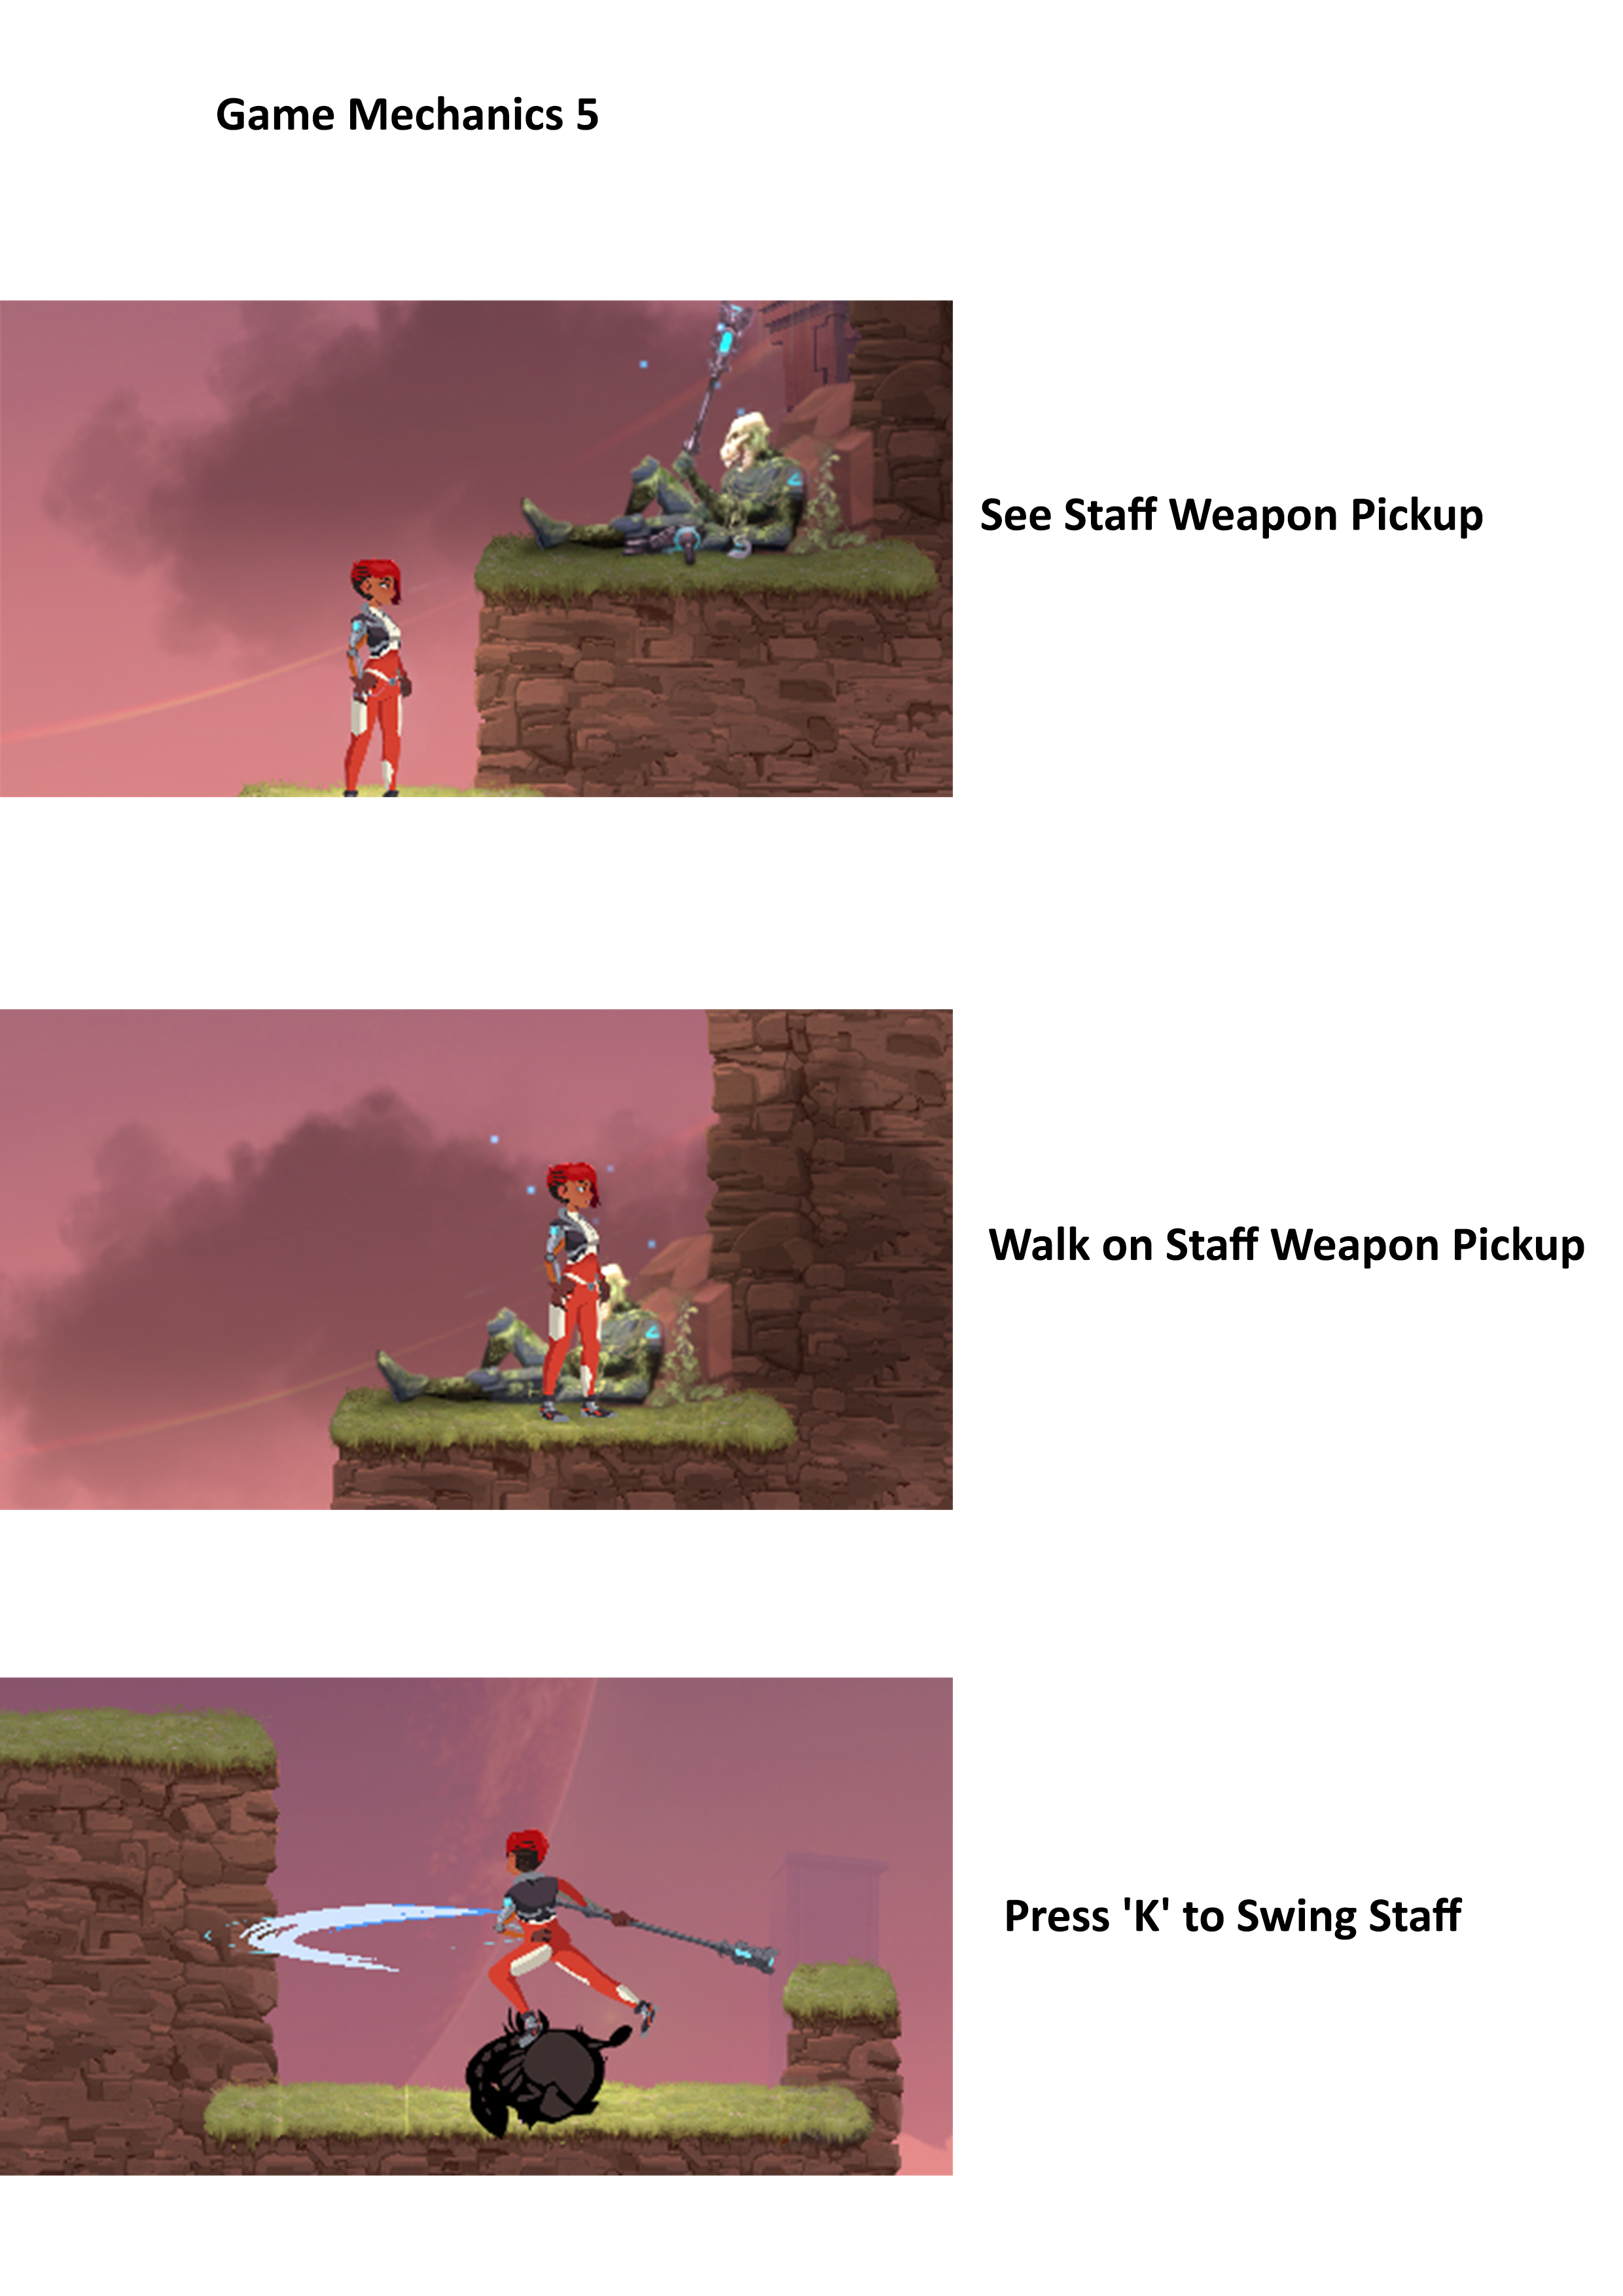 Game Mechanics 5
See Staff Weapon Pickup
Walk on Staff Weapon Pickup
Press 'K' to Swing Staff